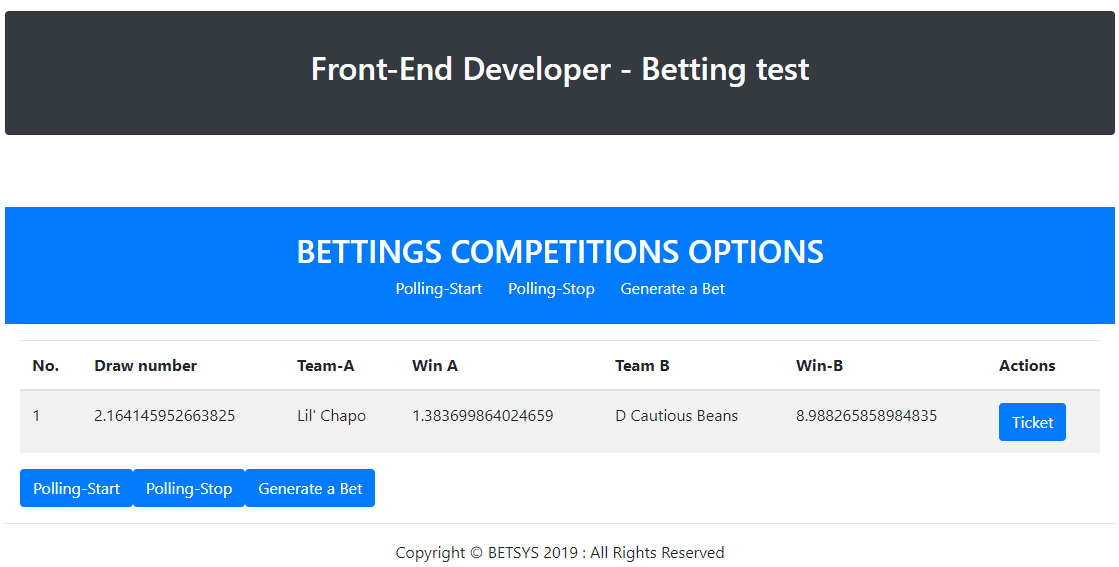 Front-End Developer - Betting test
BETTINGS COMPETITIONS OPTIONS
Polling-Start Polling-Stop Generate a Bet
No. Draw number Team-A Win A Team B Win-B Actions
1 2.164145952663825 Lil' Chapo 1.383699864024659 D Cautious Beans 8.988265858984835 Ticket
Polling-Start Polling-Stop Generate a Bet
Copyright © BETSYS 2019 : All Rights Reserved